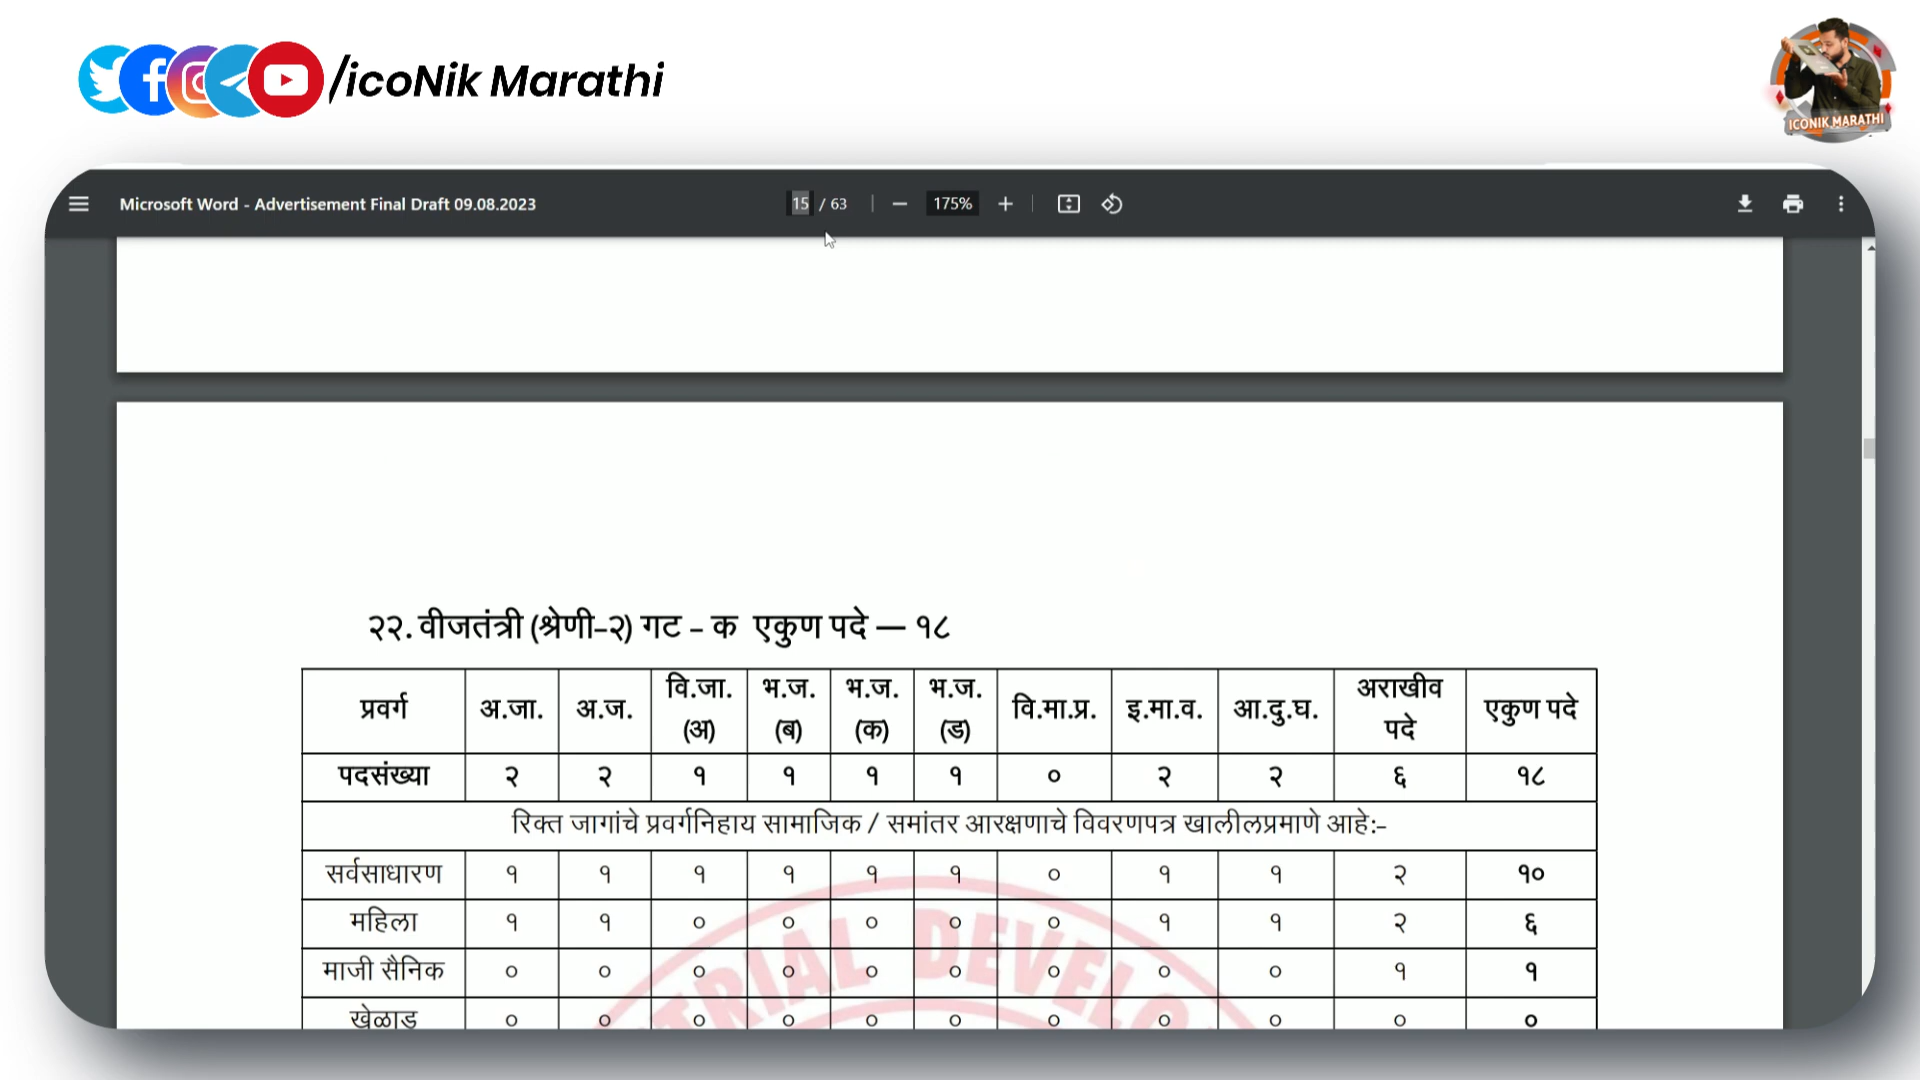 /icoNik Marathi
ICONIK MARATHI
Microsoft Word - Advertisement Final Draft 09.08.2023
15 / 63
175%
२२. वीजतंत्री (श्रेणी-२) गट - क एकुण पदे — १८
प्रवर्ग अ.जा. अ.ज. वि.जा. (अ) भ.ज. (ब) भ.ज. (क) भ.ज. (ड) वि.मा.प्र. इ.मा.व. आ.दु.घ. अराखीव पदे एकुण पदे
पदसंख्या २ २ १ १ १ १ ० २ २ ६ १८
रिक्त जागांचे प्रवर्गनिहाय सामाजिक / समांतर आरक्षणाचे विवरणपत्र खालीलप्रमाणे आहे:-
सर्वसाधारण १ १ १ १ १ १ ० १ १ २ १०
महिला १ १ ० ० ० ० ० १ १ २ ६
माजी सैनिक ० ० ० ० ० ० ० ० ० १ १
खेळाडू ० ० ० ० ० ० ० ० ० ० ०
TRIAL DEVELO